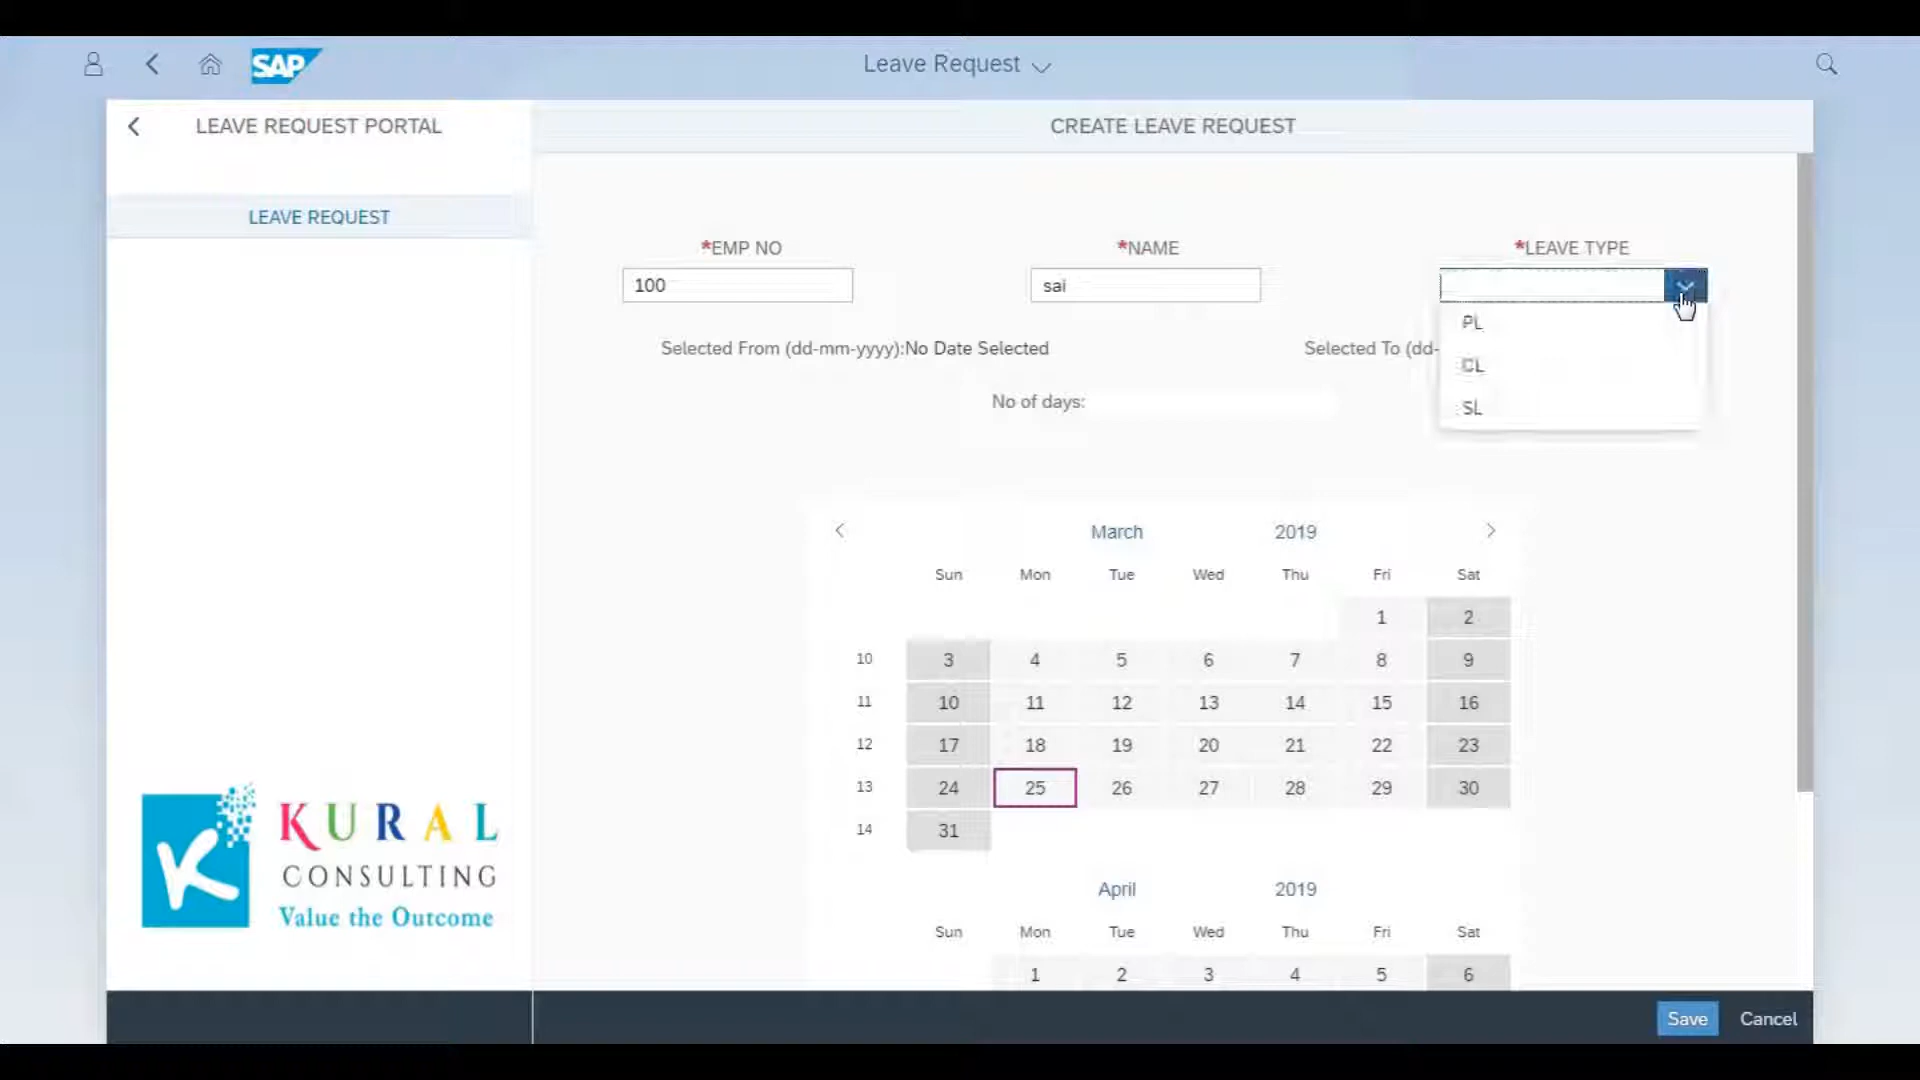 SAP
Leave Request
LEAVE REQUEST PORTAL
CREATE LEAVE REQUEST
LEAVE REQUEST
*EMP NO
*NAME
*LEAVE TYPE
100
sai
PL
CL
SL
Selected From (dd-mm-yyyy):No Date Selected
Selected To (dd-
No of days:
March 2019
Sun Mon Tue Wed Thu Fri Sat
1 2
10 3 4 5 6 7 8 9
11 10 11 12 13 14 15 16
12 17 18 19 20 21 22 23
13 24 25 26 27 28 29 30
14 31
April 2019
Sun Mon Tue Wed Thu Fri Sat
1 2 3 4 5 6
K KURAL
CONSULTING
Value the Outcome
Save Cancel